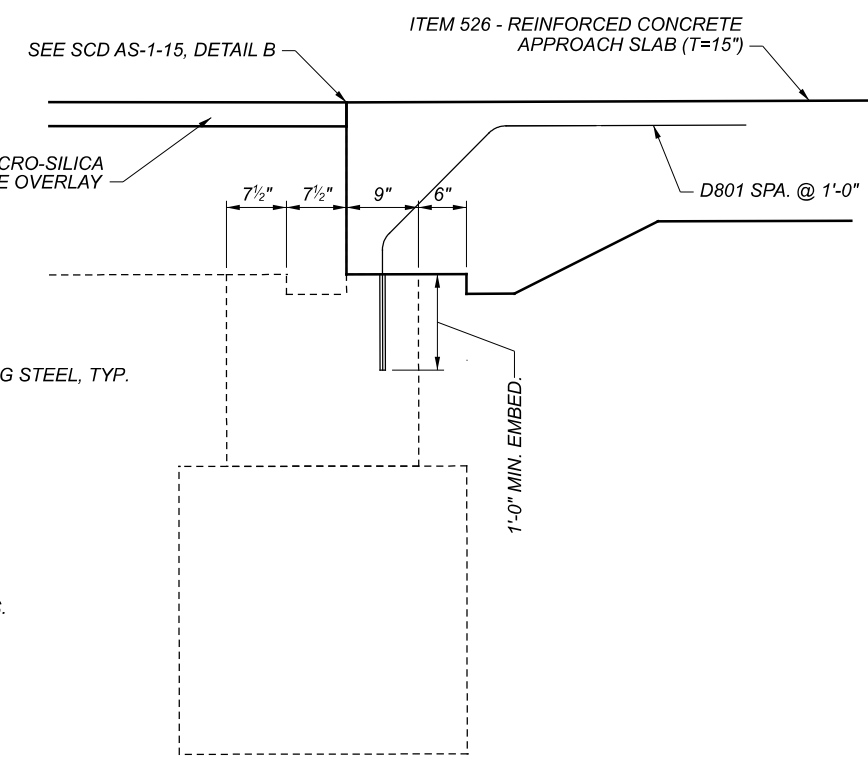 ITEM 526 - REINFORCED CONCRETE
APPROACH SLAB (T=15")
SEE SCD AS-1-15, DETAIL B
CRO-SILICA
E OVERLAY
7½" 7½" 9" 6"
D801 SPA. @ 1'-0"
G STEEL, TYP.
1'-0" MIN. EMBED.